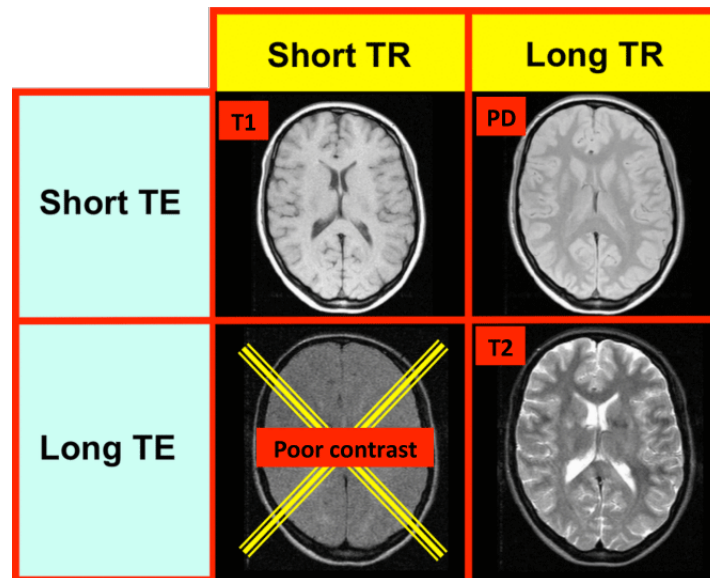 Short TR
Long TR
Short TE
T1
PD
Long TE
Poor contrast
T2